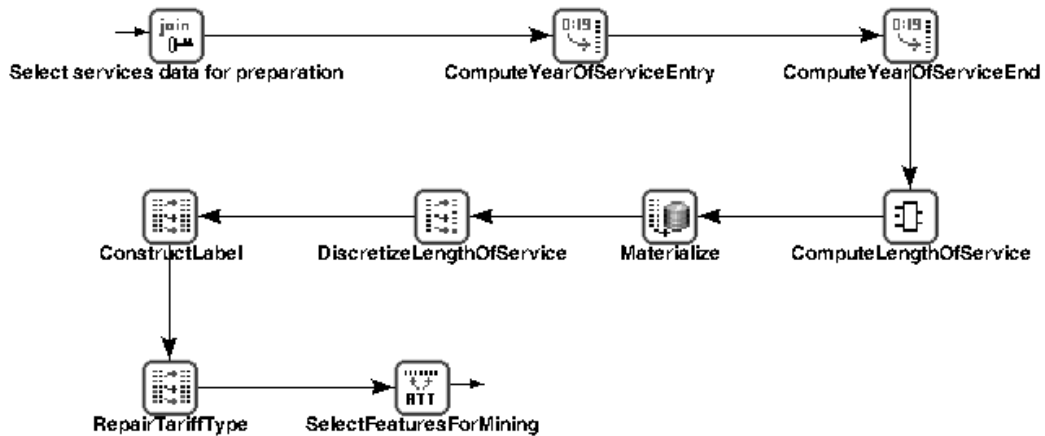 join
0:19
0:19
Select services data for preparation
ComputeYearOfServiceEntry
ComputeYearOfServiceEnd
ConstructLabel
DiscretizeLengthOfService
Materialize
ComputeLengthOfService
ATT
RepairTariffType
SelectFeaturesForMining